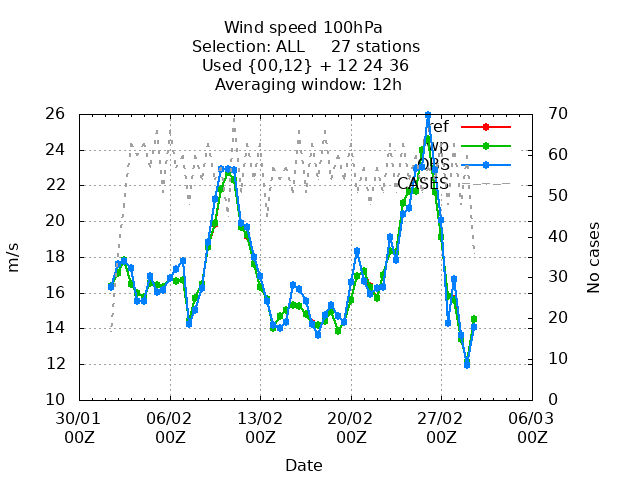 Wind speed 100hPa
Selection: ALL     27 stations
Used {00,12} + 12 24 36
Averaging window: 12h
26 70
24 60
22 50
20 40
18 30
16 20
14 10
12 0
10
ref
wp
OBS
CASES
m/s
No cases
30/01 06/02 13/02 20/02 27/02 06/03
00Z 00Z 00Z 00Z 00Z 00Z
Date